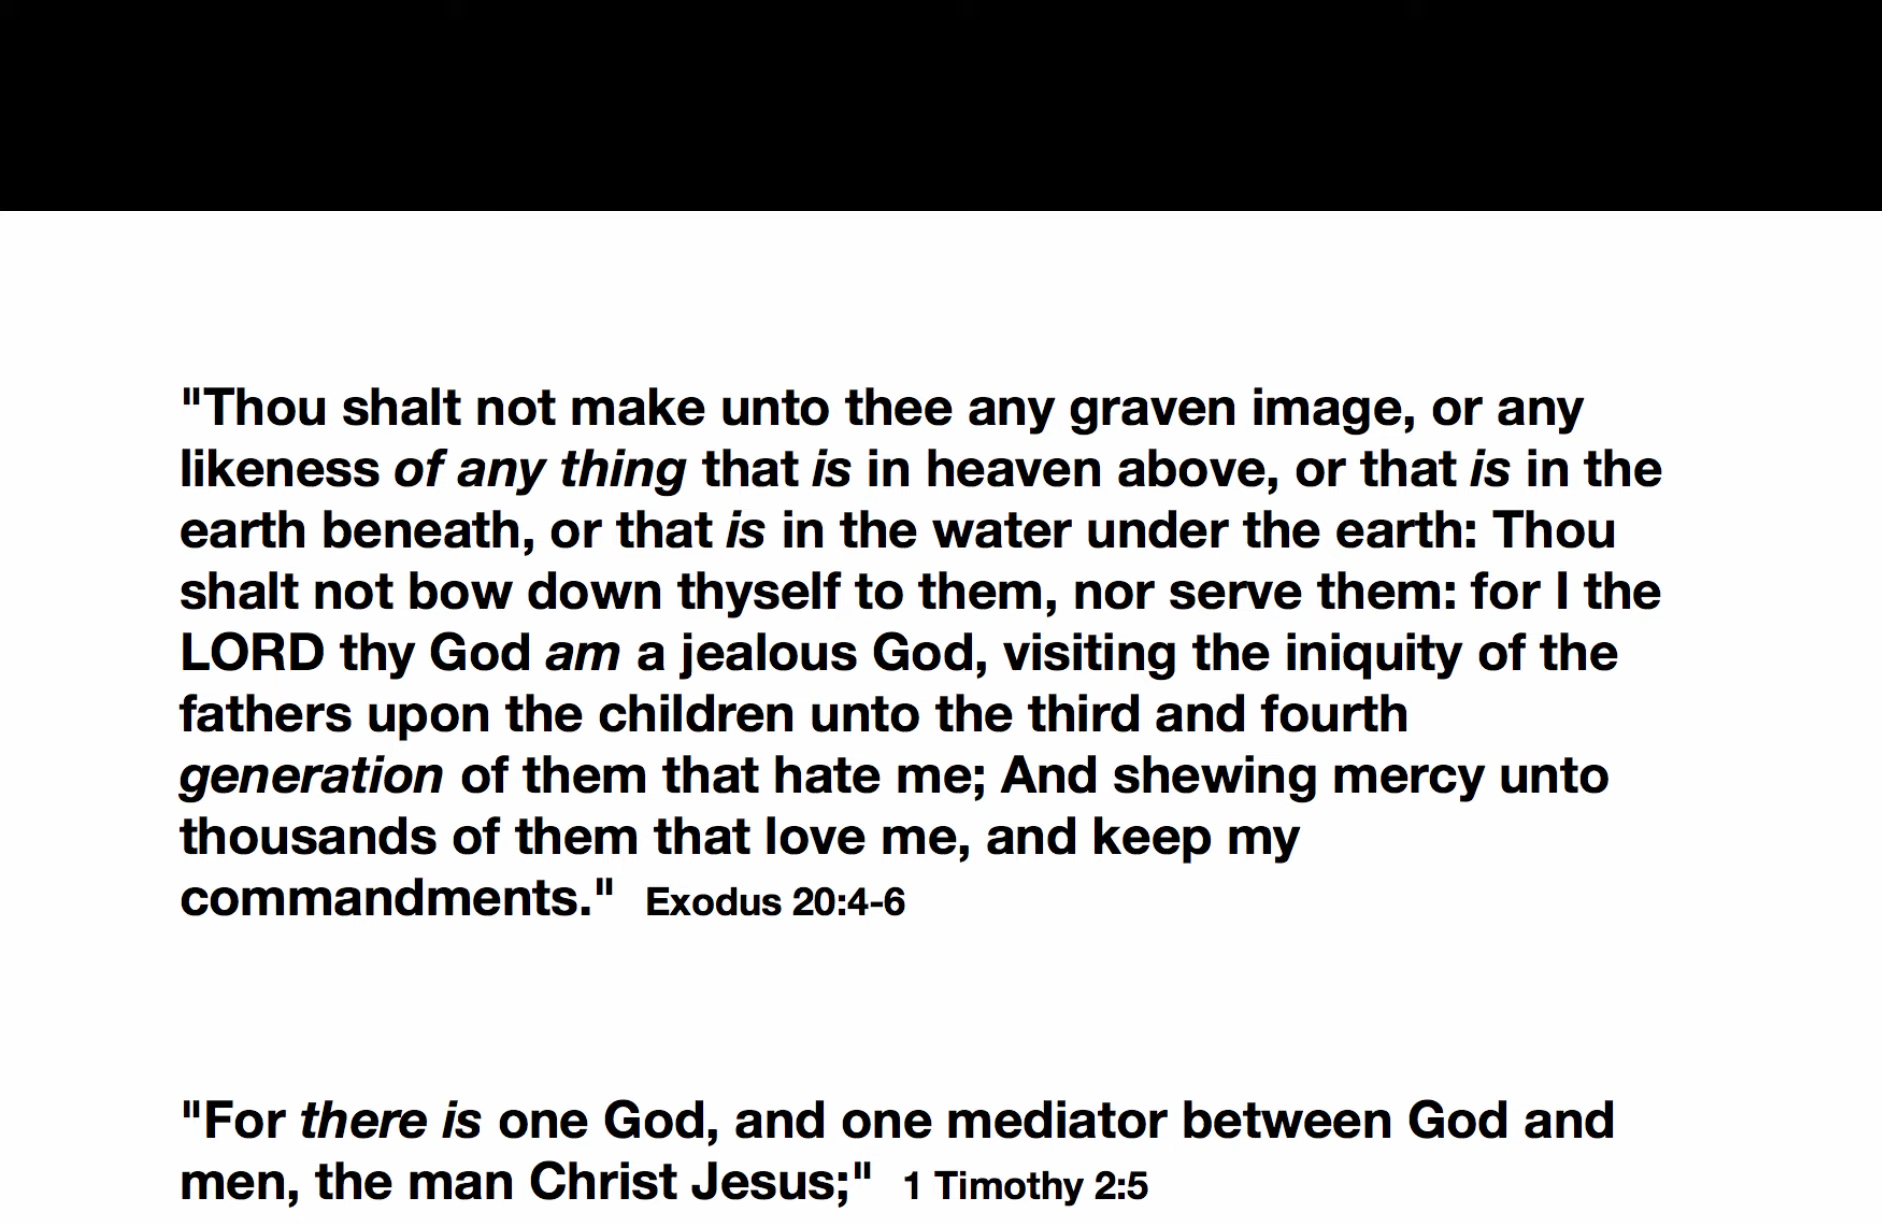 "Thou shalt not make unto thee any graven image, or any
likeness of any thing that is in heaven above, or that is in the
earth beneath, or that is in the water under the earth: Thou
shalt not bow down thyself to them, nor serve them: for I the
LORD thy God am a jealous God, visiting the iniquity of the
fathers upon the children unto the third and fourth
generation of them that hate me; And shewing mercy unto
thousands of them that love me, and keep my
commandments." Exodus 20:4-6
"For there is one God, and one mediator between God and
men, the man Christ Jesus;" 1 Timothy 2:5